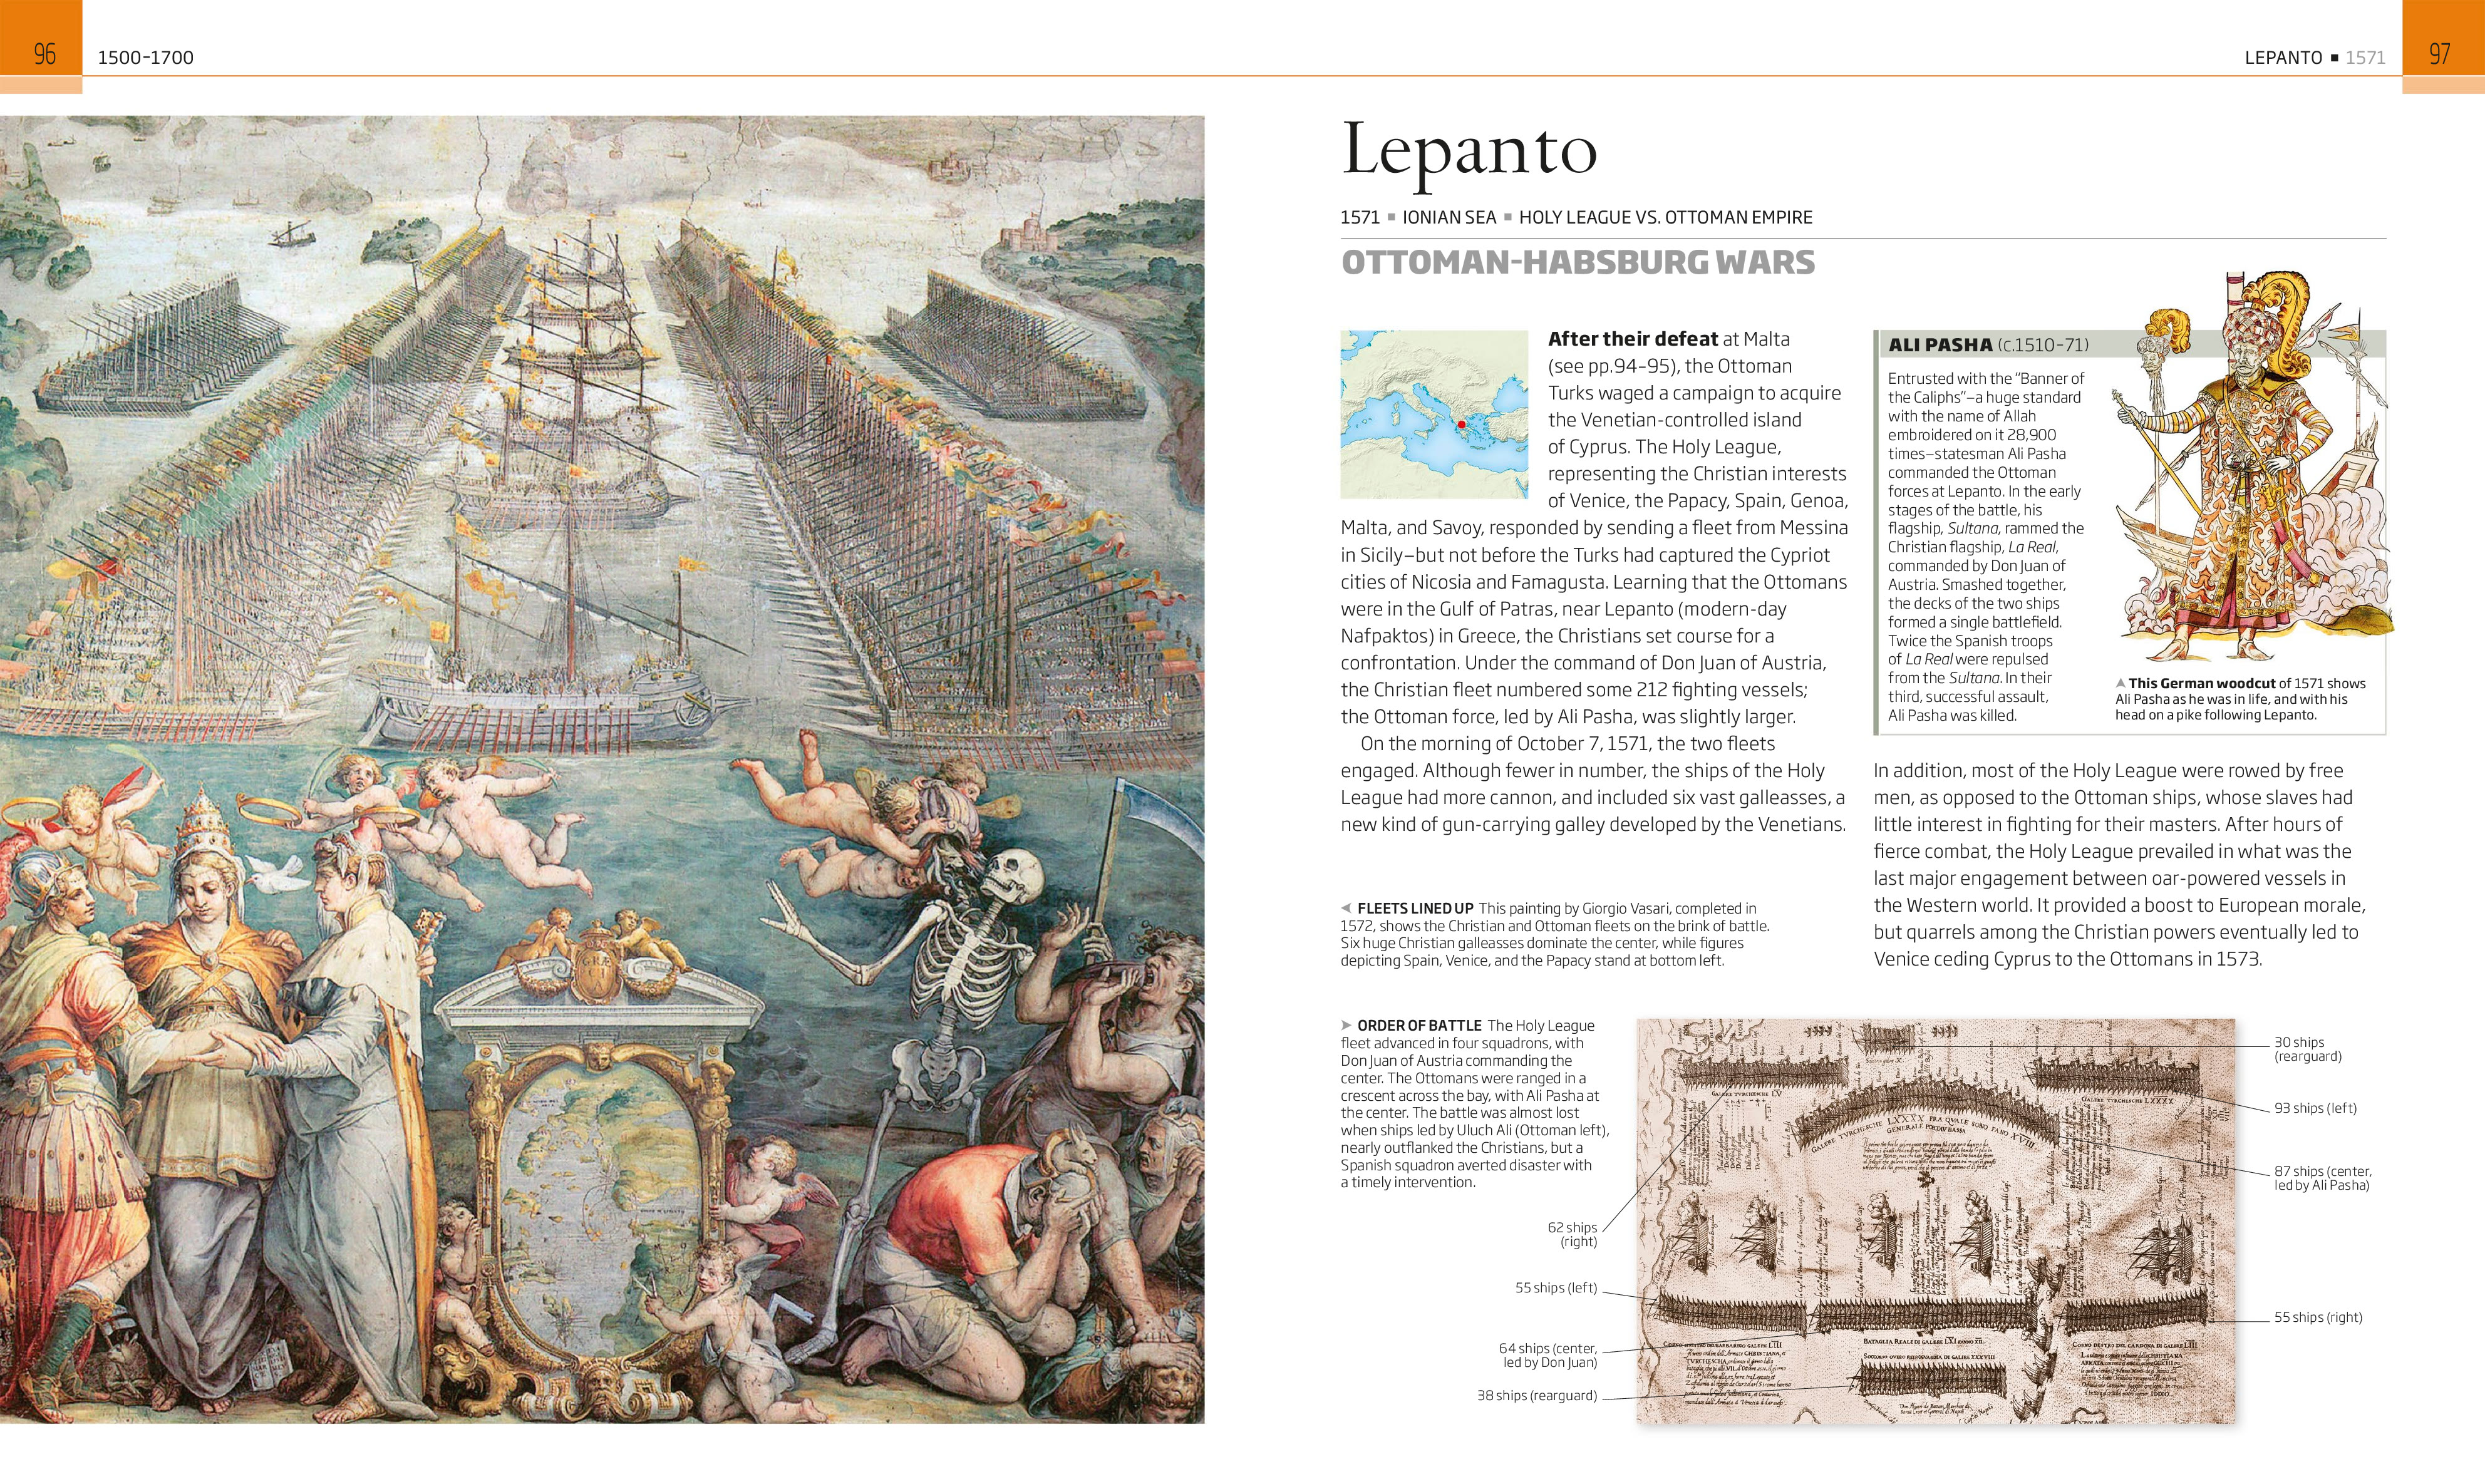 96
1500–1700
LEPANTO ■ 1571
97
Lepanto
1571 ■ IONIAN SEA ■ HOLY LEAGUE VS. OTTOMAN EMPIRE
OTTOMAN-HABSBURG WARS
After their defeat at Malta
(see pp.94–95), the Ottoman
Turks waged a campaign to acquire
the Venetian-controlled island
of Cyprus. The Holy League,
representing the Christian interests
of Venice, the Papacy, Spain, Genoa,
Malta, and Savoy, responded by sending a fleet from Messina
in Sicily—but not before the Turks had captured the Cypriot
cities of Nicosia and Famagusta. Learning that the Ottomans
were in the Gulf of Patras, near Lepanto (modern-day
Nafpaktos) in Greece, the Christians set course for a
confrontation. Under the command of Don Juan of Austria,
the Christian fleet numbered some 212 fighting vessels;
the Ottoman force, led by Ali Pasha, was slightly larger.
On the morning of October 7, 1571, the two fleets
engaged. Although fewer in number, the ships of the Holy
League had more cannon, and included six vast galleasses, a
new kind of gun-carrying galley developed by the Venetians.
ALI PASHA (C.1510–71)
Entrusted with the “Banner of
the Caliphs”—a huge standard
with the name of Allah
embroidered on it 28,900
times—statesman Ali Pasha
commanded the Ottoman
forces at Lepanto. In the early
stages of the battle, his
flagship, Sultana, rammed the
Christian flagship, La Real,
commanded by Don Juan of
Austria. Smashed together,
the decks of the two ships
formed a single battlefield.
Twice the Spanish troops
of La Real were repulsed
from the Sultana. In their
third, successful assault,
Ali Pasha was killed.
This German woodcut of 1571 shows
Ali Pasha as he was in life, and with his
head on a pike following Lepanto.
In addition, most of the Holy League were rowed by free
men, as opposed to the Ottoman ships, whose slaves had
little interest in fighting for their masters. After hours of
fierce combat, the Holy League prevailed in what was the
last major engagement between oar-powered vessels in
the Western world. It provided a boost to European morale,
but quarrels among the Christian powers eventually led to
Venice ceding Cyprus to the Ottomans in 1573.
FLEETS LINED UP This painting by Giorgio Vasari, completed in
1572, shows the Christian and Ottoman fleets on the brink of battle.
Six huge Christian galleasses dominate the center, while figures
depicting Spain, Venice, and the Papacy stand at bottom left.
ORDER OF BATTLE The Holy League
fleet advanced in four squadrons, with
Don Juan of Austria commanding the
center. The Ottomans were ranged in a
crescent across the bay, with Ali Pasha at
the center. The battle was almost lost
when ships led by Uluch Ali (Ottoman left),
nearly outflanked the Christians, but a
Spanish squadron averted disaster with
a timely intervention.
62 ships
(right)
55 ships (left)
64 ships (center,
led by Don Juan)
38 ships (rearguard)
30 ships
(rearguard)
93 ships (left)
87 ships (center,
led by Ali Pasha)
55 ships (right)
GALERE TVRCHESCHE LV
GALERE TVRCHESCHE LXXXX
GALERE TVRCHESCHE LXXXX FRA QVALE SONO FANO XVIII
BATAGLIA REALE DI GALERE LXI